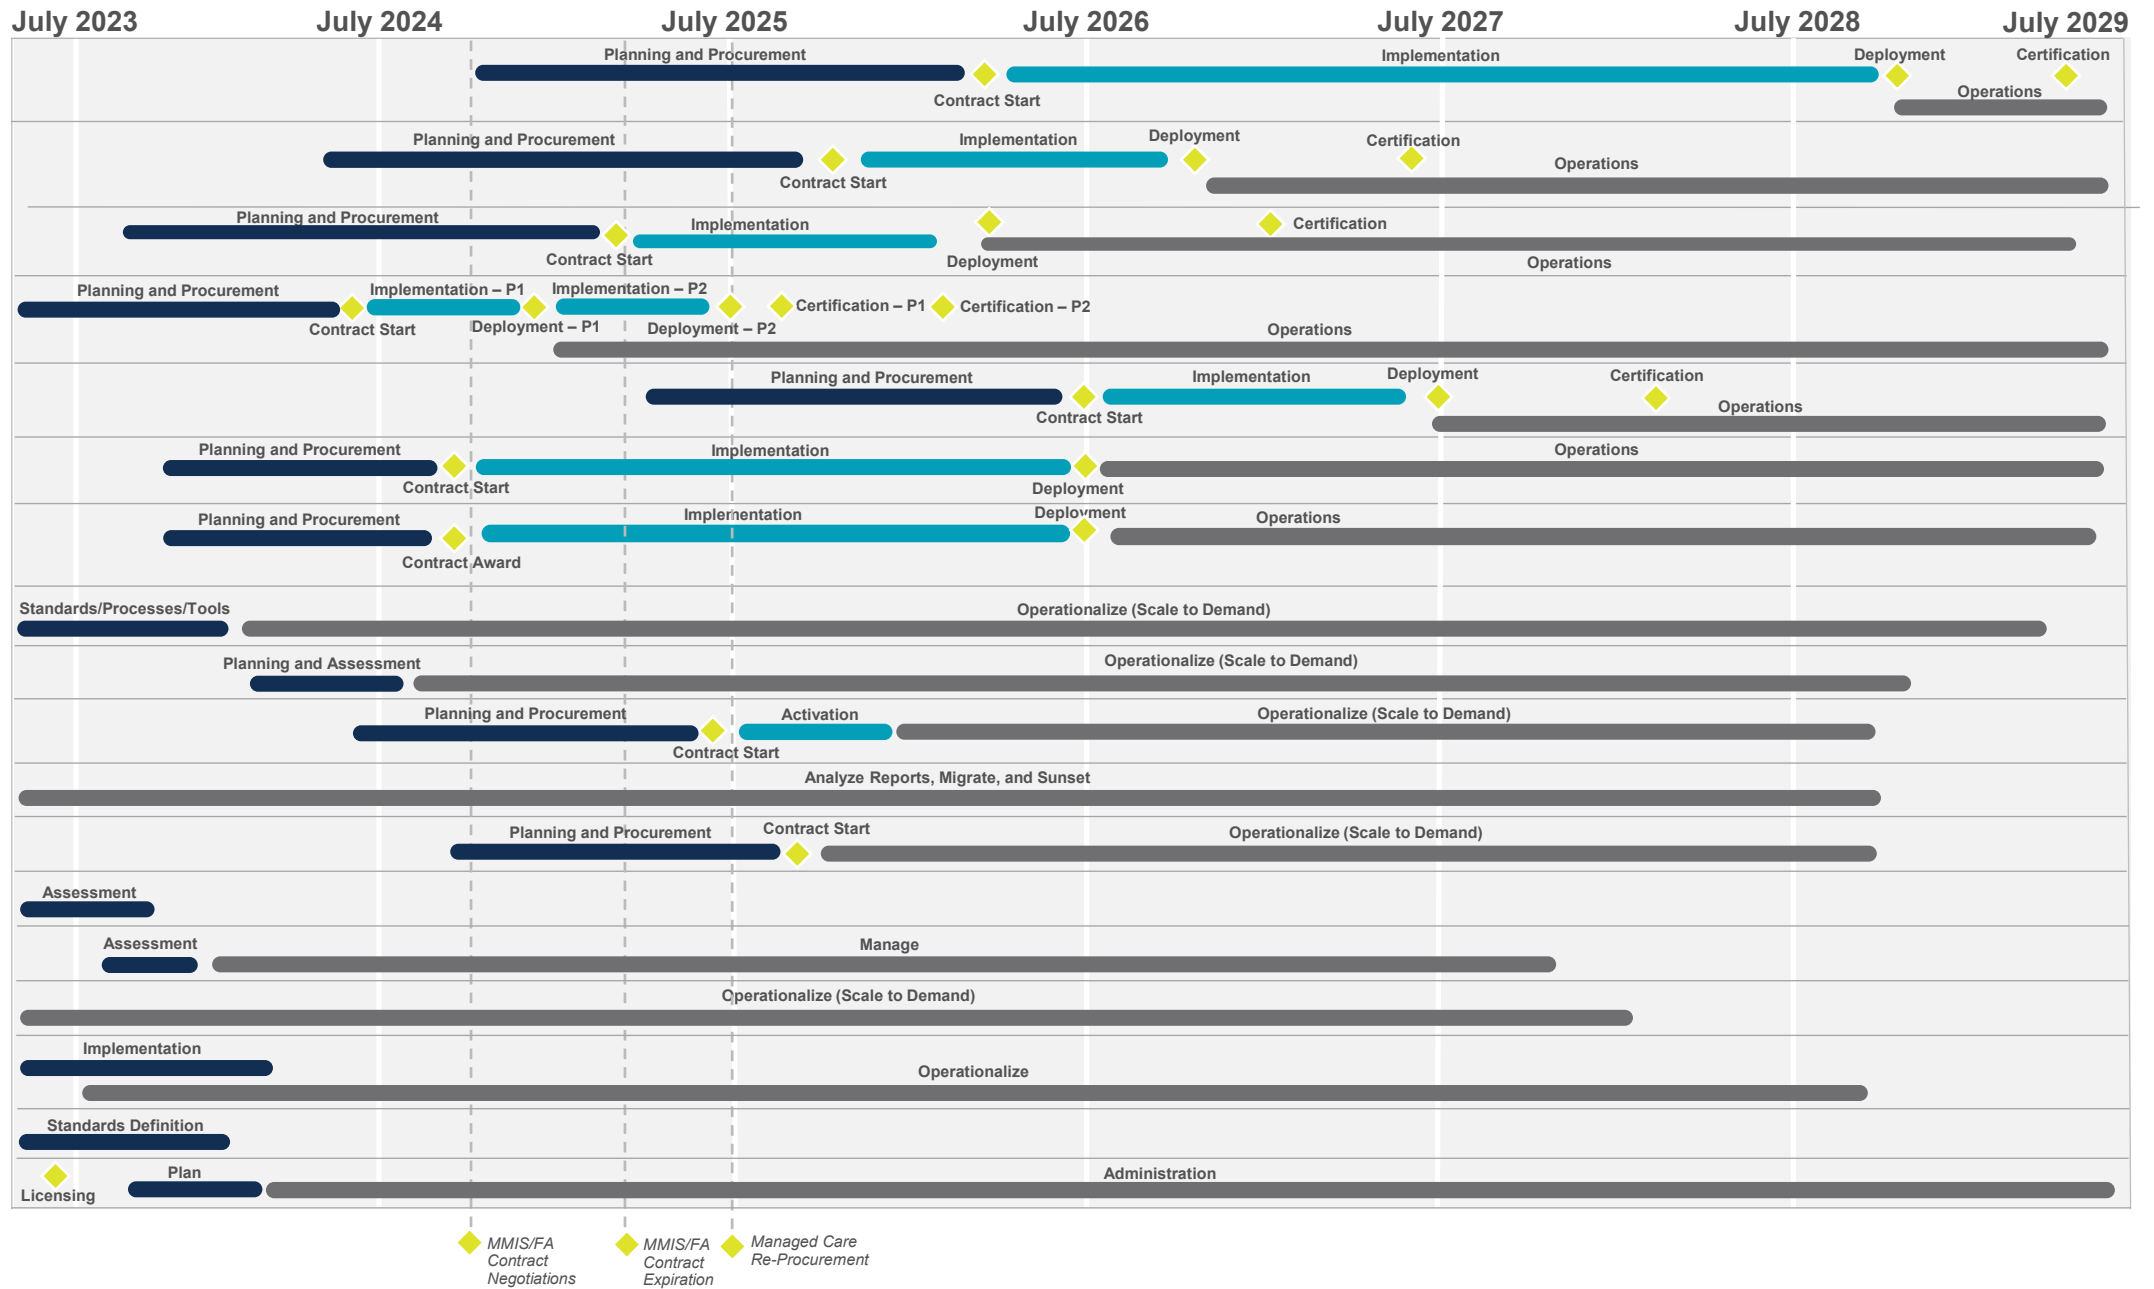 July 2023 July 2024 July 2025 July 2026 July 2027 July 2028 July 2029
Planning and Procurement Implementation Deployment Certification
Operations
Contract Start
Planning and Procurement Implementation Deployment Certification
Operations
Contract Start
Planning and Procurement Implementation Certification
Contract Start Deployment Operations
Planning and Procurement Implementation – P1 Implementation – P2
Certification – P1 Certification – P2
Contract Start Deployment – P1 Deployment – P2 Operations
Planning and Procurement Implementation Deployment Certification
Operations
Contract Start
Planning and Procurement Implementation Operations
Contract Start Deployment
Planning and Procurement Implementation Deployment Operations
Contract Award
Standards/Processes/Tools Operationalize (Scale to Demand)
Planning and Assessment Operationalize (Scale to Demand)
Planning and Procurement Activation Operationalize (Scale to Demand)
Contract Start
Analyze Reports, Migrate, and Sunset
Planning and Procurement Contract Start Operationalize (Scale to Demand)
Assessment
Assessment Manage
Operationalize (Scale to Demand)
Implementation
Operationalize
Standards Definition
Plan Administration
Licensing
MMIS/FA
Contract
Negotiations
MMIS/FA
Contract
Expiration
Managed Care
Re-Procurement